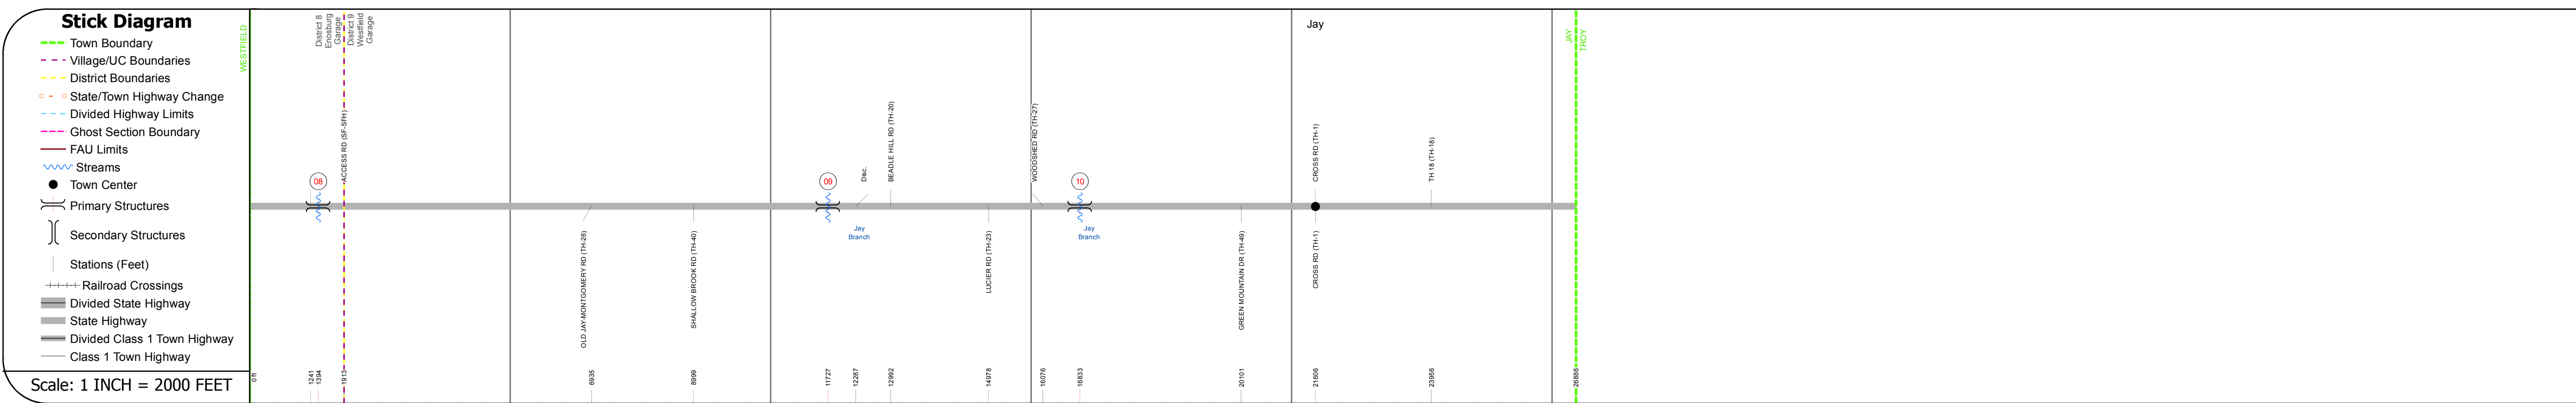 Stick Diagram
Town Boundary
Village/UC Boundaries
District Boundaries
State/Town Highway Change
Divided Highway Limits
Ghost Section Boundary
FAU Limits
Streams
Town Center
Primary Structures
Secondary Structures
Stations (Feet)
Railroad Crossings
Divided State Highway
State Highway
Divided Class 1 Town Highway
Class 1 Town Highway
Scale: 1 INCH = 2000 FEET
WESTFIELD
District 8
Enosburg
Garage
District 9
Westfield
Garage
Jay
JAY
TROY
ACCESS RD (SF-SFH)
Disc.
BEADLE HILL RD (TH-20)
WOODSHED RD (TH-27)
CROSS RD (TH-1)
TH 18 (TH-18)
08
09
10
Jay
Branch
Jay
Branch
OLD JAY-MONTGOMERY RD (TH-26)
SHALLOW BROOK RD (TH-40)
LUCIER RD (TH-23)
GREEN MOUNTAIN DR (TH-49)
CROSS RD (TH-1)
0 ft
1241
1394
1913
6935
8999
11727
12287
12992
14978
16076
16833
20101
21606
23956
26886